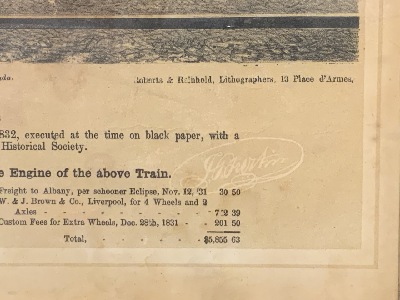 ada.
Roberts & Reinhold, Lithographers, 13 Place d'Armes,
832, executed at the time on black paper, with a
Historical Society.
e Engine of the above Train.
Freight to Albany, per schooner Eclipse, Nov. 12, '31 30 50
W. & J. Brown & Co., Liverpool, for 4 Wheels and 2
Axles - - - - - - - - 39
Custom Fees for Extra Wheels, Dec. 28th, 1831 - - 201 50
Total, - - - - - $5,855 63